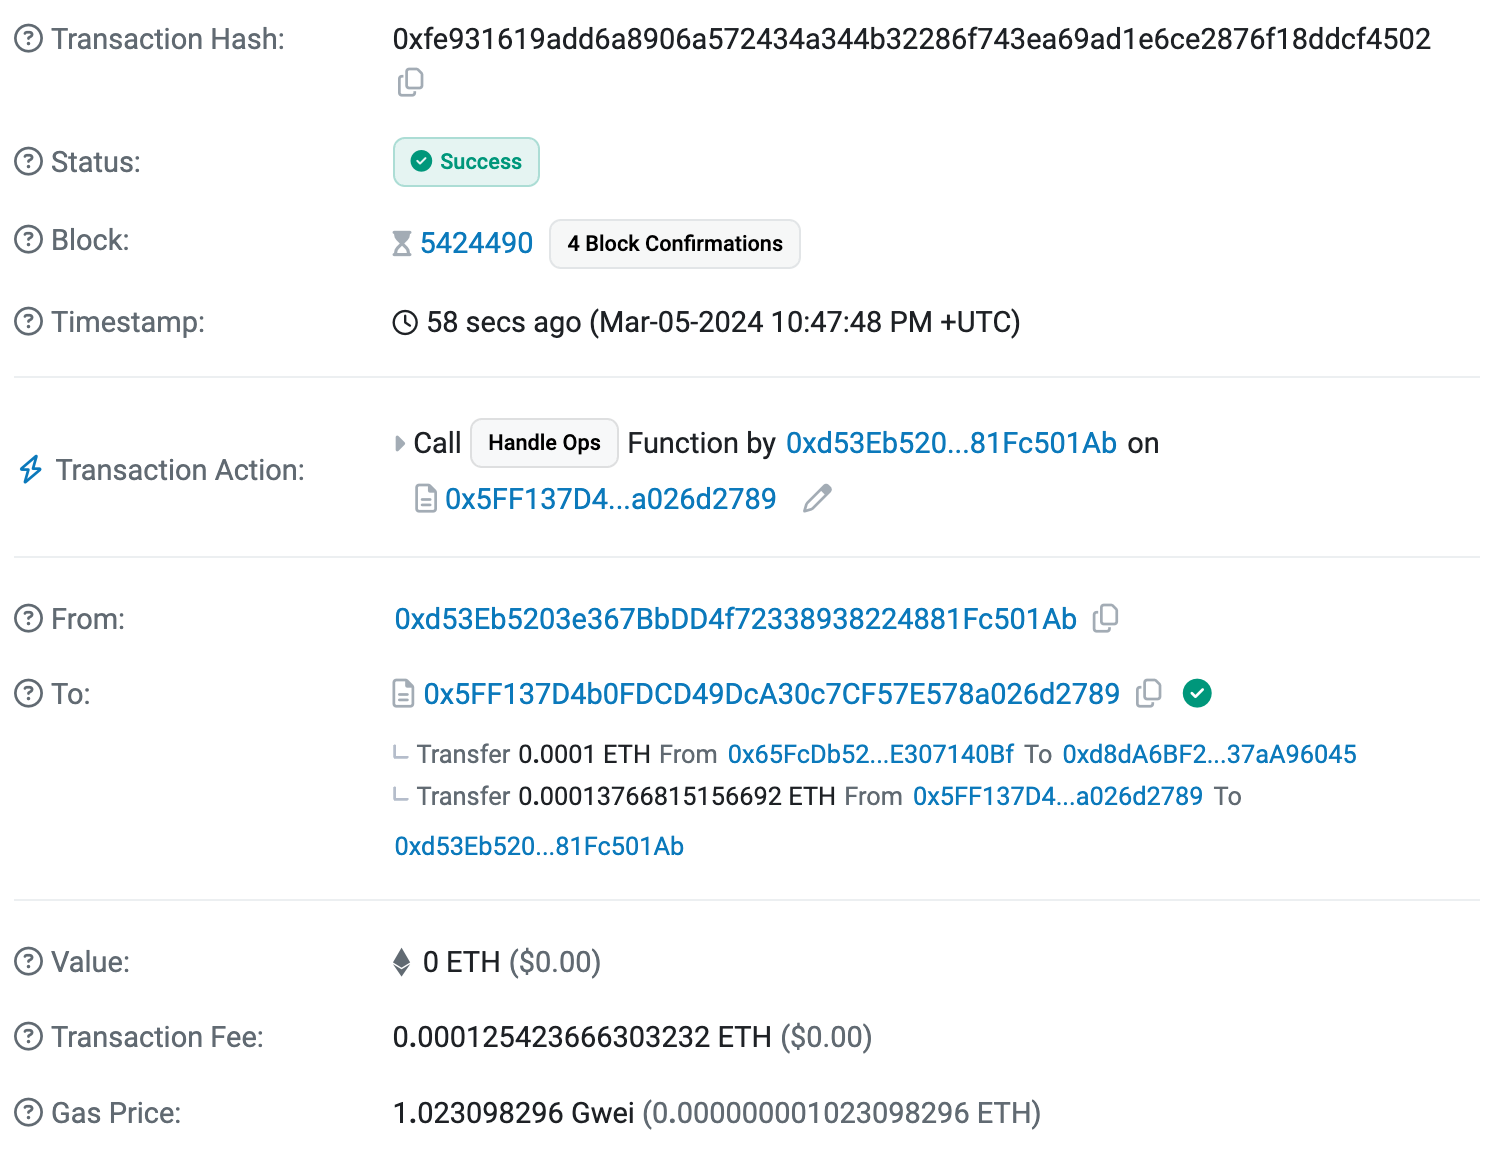 Transaction Hash: 0xfe931619add6a8906a572434a344b32286f743ea69ad1e6ce2876f18ddcf4502
Status: Success
Block: 5424490 4 Block Confirmations
Timestamp: 58 secs ago (Mar-05-2024 10:47:48 PM +UTC)
Transaction Action: Call Handle Ops Function by 0xd53Eb520...81Fc501Ab on
0x5FF137D4...a026d2789
From: 0xd53Eb5203e367BbDD4f72338938224881Fc501Ab
To: 0x5FF137D4b0FDCD49DcA30c7CF57E578a026d2789
Transfer 0.0001 ETH From 0x65FcDb52...E307140Bf To 0xd8dA6BF2...37aA96045
Transfer 0.00013766815156692 ETH From 0x5FF137D4...a026d2789 To
0xd53Eb520...81Fc501Ab
Value: 0 ETH ($0.00)
Transaction Fee: 0.000125423666303232 ETH ($0.00)
Gas Price: 1.023098296 Gwei (0.000000001023098296 ETH)